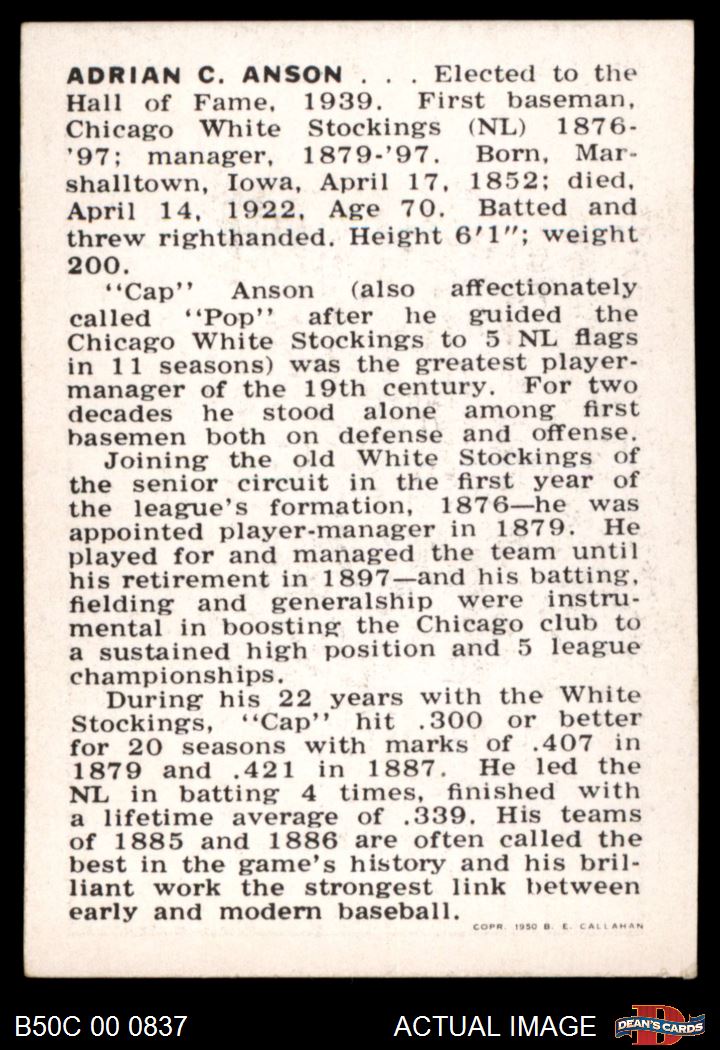 ADRIAN C. ANSON . . . Elected to the
Hall of Fame, 1939. First baseman,
Chicago White Stockings (NL) 1876-
'97; manager, 1879-'97. Born, Mar-
shalltown, Iowa, April 17, 1852; died,
April 14, 1922, Age 70. Batted and
threw righthanded. Height 6'1"; weight
200.
"Cap" Anson (also affectionately
called "Pop" after he guided the
Chicago White Stockings to 5 NL flags
in 11 seasons) was the greatest player-
manager of the 19th century. For two
decades he stood alone among first
basemen both on defense and offense.
Joining the old White Stockings of
the senior circuit in the first year of
the league's formation, 1876—he was
appointed player-manager in 1879. He
played for and managed the team until
his retirement in 1897—and his batting,
fielding and generalship were instru-
mental in boosting the Chicago club to
a sustained high position and 5 league
championships.
During his 22 years with the White
Stockings, "Cap" hit .300 or better
for 20 seasons with marks of .407 in
1879 and .421 in 1887. He led the
NL in batting 4 times, finished with
a lifetime average of .339. His teams
of 1885 and 1886 are often called the
best in the game's history and his bril-
liant work the strongest link between
early and modern baseball.
COPR. 1950 B. E. CALLAHAN
B50C 00 0837
ACTUAL IMAGE
D
DEAN'S CARDS